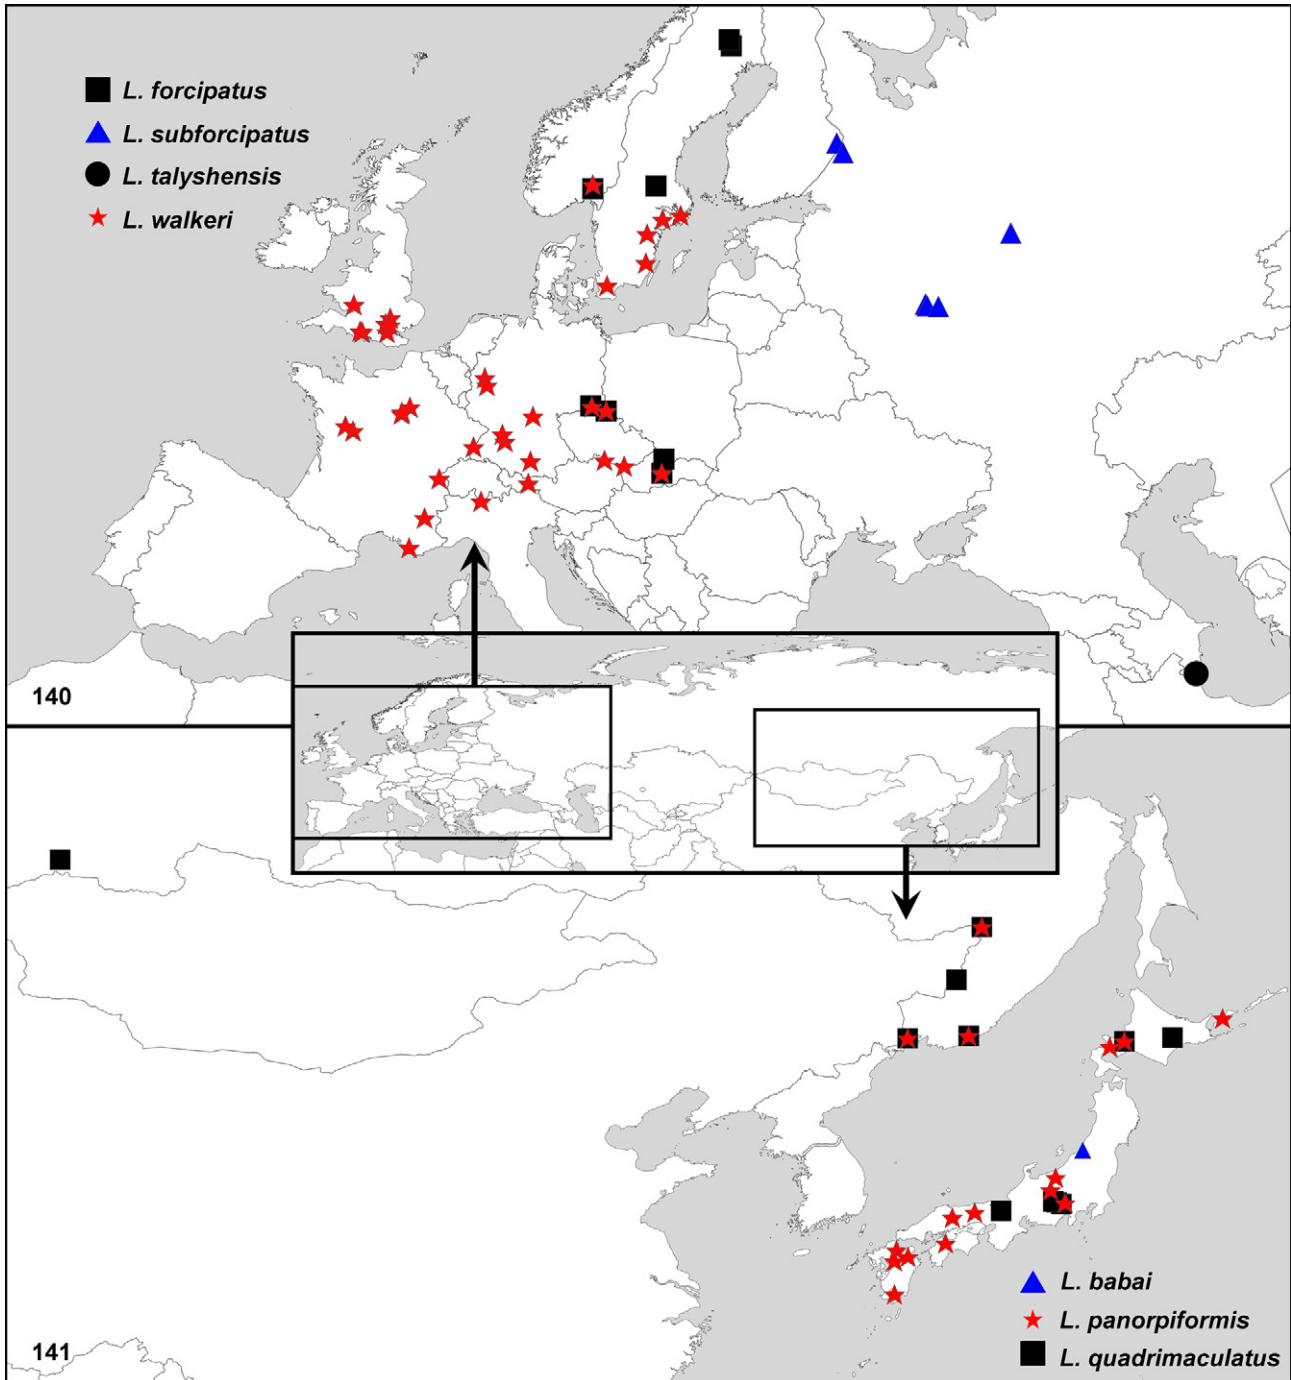 L. forcipatus
L. subforcipatus
L. talyshensis
L. walkeri
140
L. babai
L. panorpiformis
L. quadrimaculatus
141